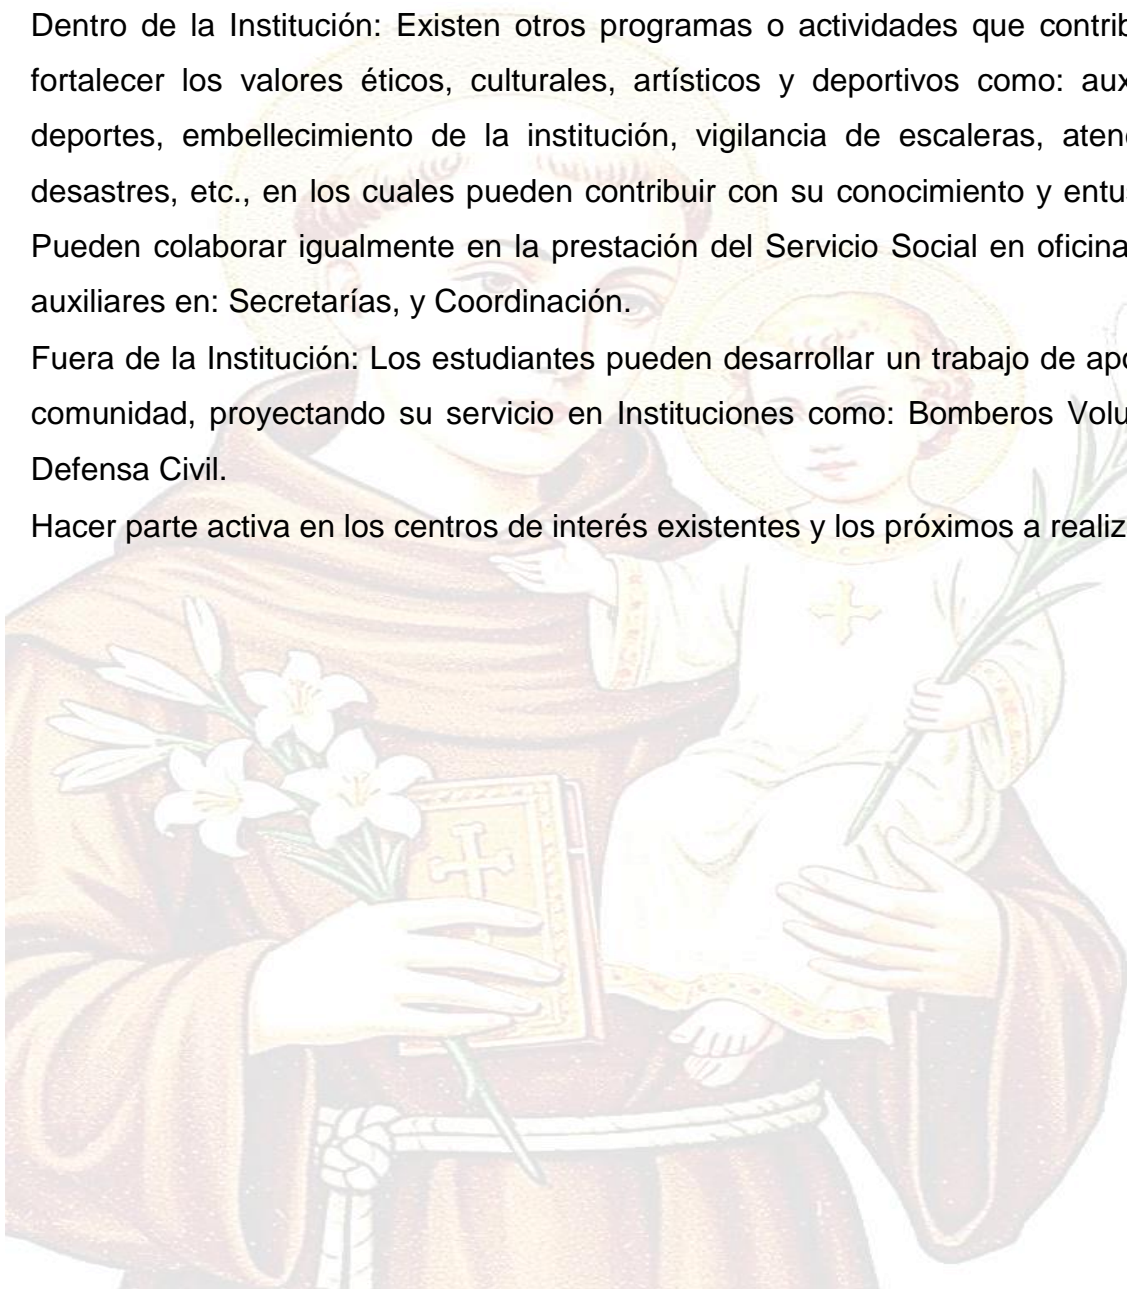 Dentro de la Institución: Existen otros programas o actividades que contrib
fortalecer los valores éticos, culturales, artísticos y deportivos como: aux
deportes, embellecimiento de la institución, vigilancia de escaleras, aten
desastres, etc., en los cuales pueden contribuir con su conocimiento y entu
Pueden colaborar igualmente en la prestación del Servicio Social en oficina
auxiliares en: Secretarías, y Coordinación.
Fuera de la Institución: Los estudiantes pueden desarrollar un trabajo de apo
comunidad, proyectando su servicio en Instituciones como: Bomberos Volu
Defensa Civil.
Hacer parte activa en los centros de interés existentes y los próximos a realiz